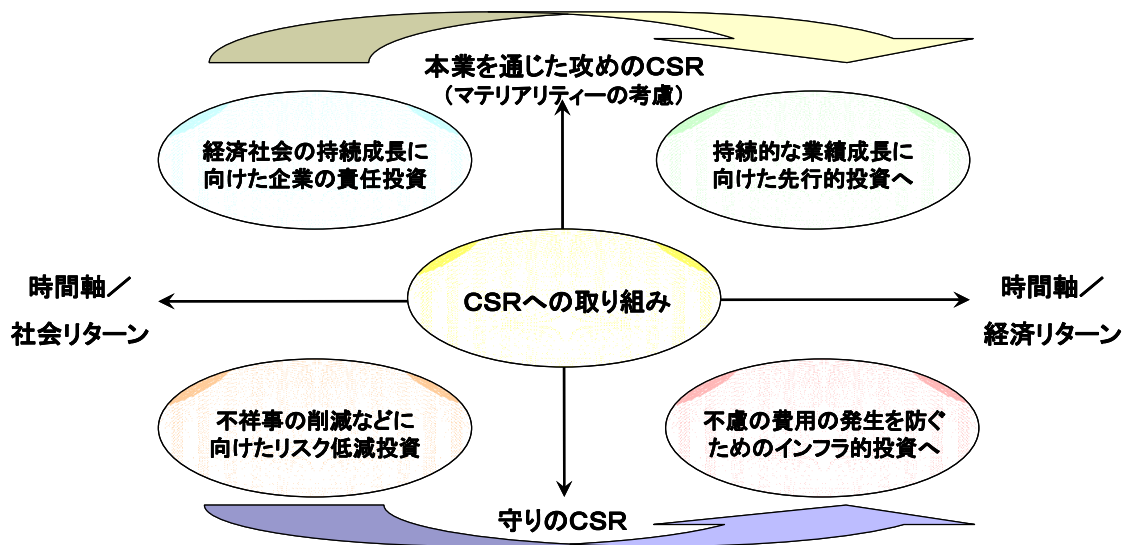 本業を通じた攻めのCSR
（マテリアリティーの考慮）
経済社会の持続成長に
向けた企業の責任投資
持続的な業績成長に
向けた先行的投資へ
時間軸／
社会リターン
CSRへの取り組み
時間軸／
経済リターン
不祥事の削減などに
向けたリスク低減投資
不慮の費用の発生を防ぐ
ためのインフラ的投資へ
守りのCSR